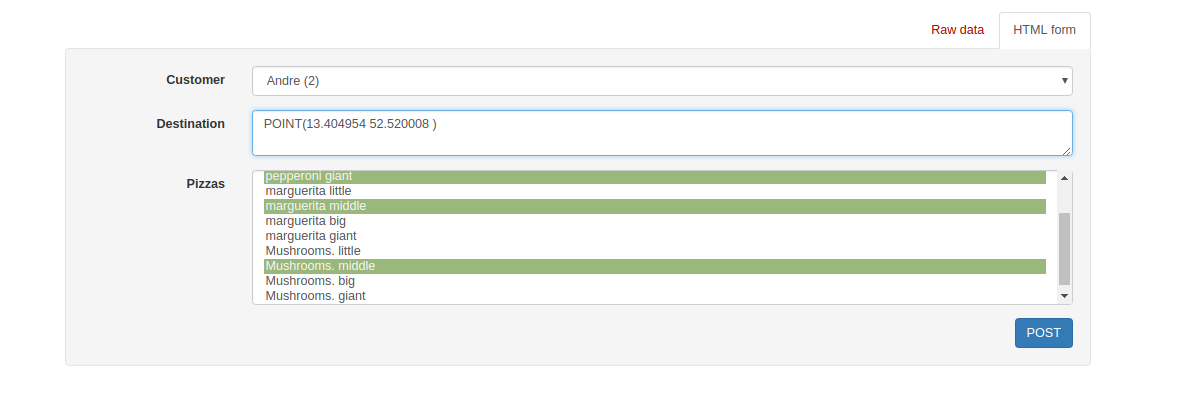 Raw data HTML form
Customer Andre (2)
Destination POINT(13.404954 52.520008 )
Pizzas
pepperoni giant
marguerita little
marguerita middle
marguerita big
marguerita giant
Mushrooms. little
Mushrooms. middle
Mushrooms. big
Mushrooms. giant
POST